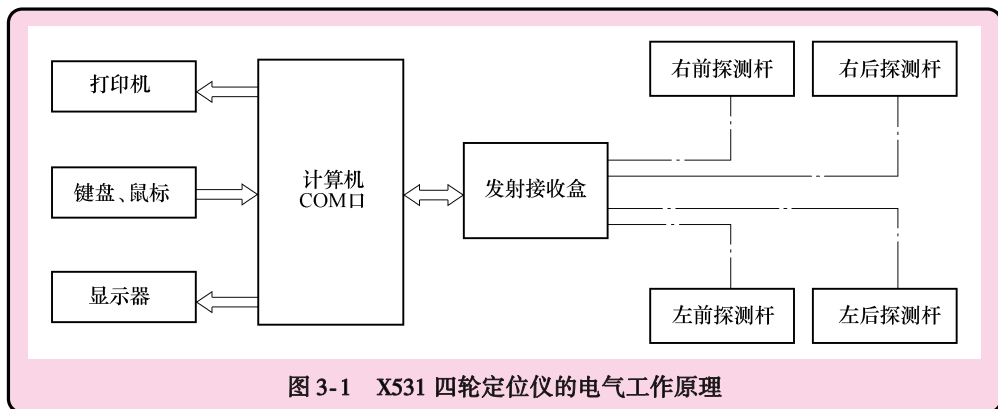 打印机
键盘、鼠标
显示器
计算机
COM口
发射接收盒
右前探测杆
右后探测杆
左前探测杆
左后探测杆
图 3-1 X531 四轮定位仪的电气工作原理